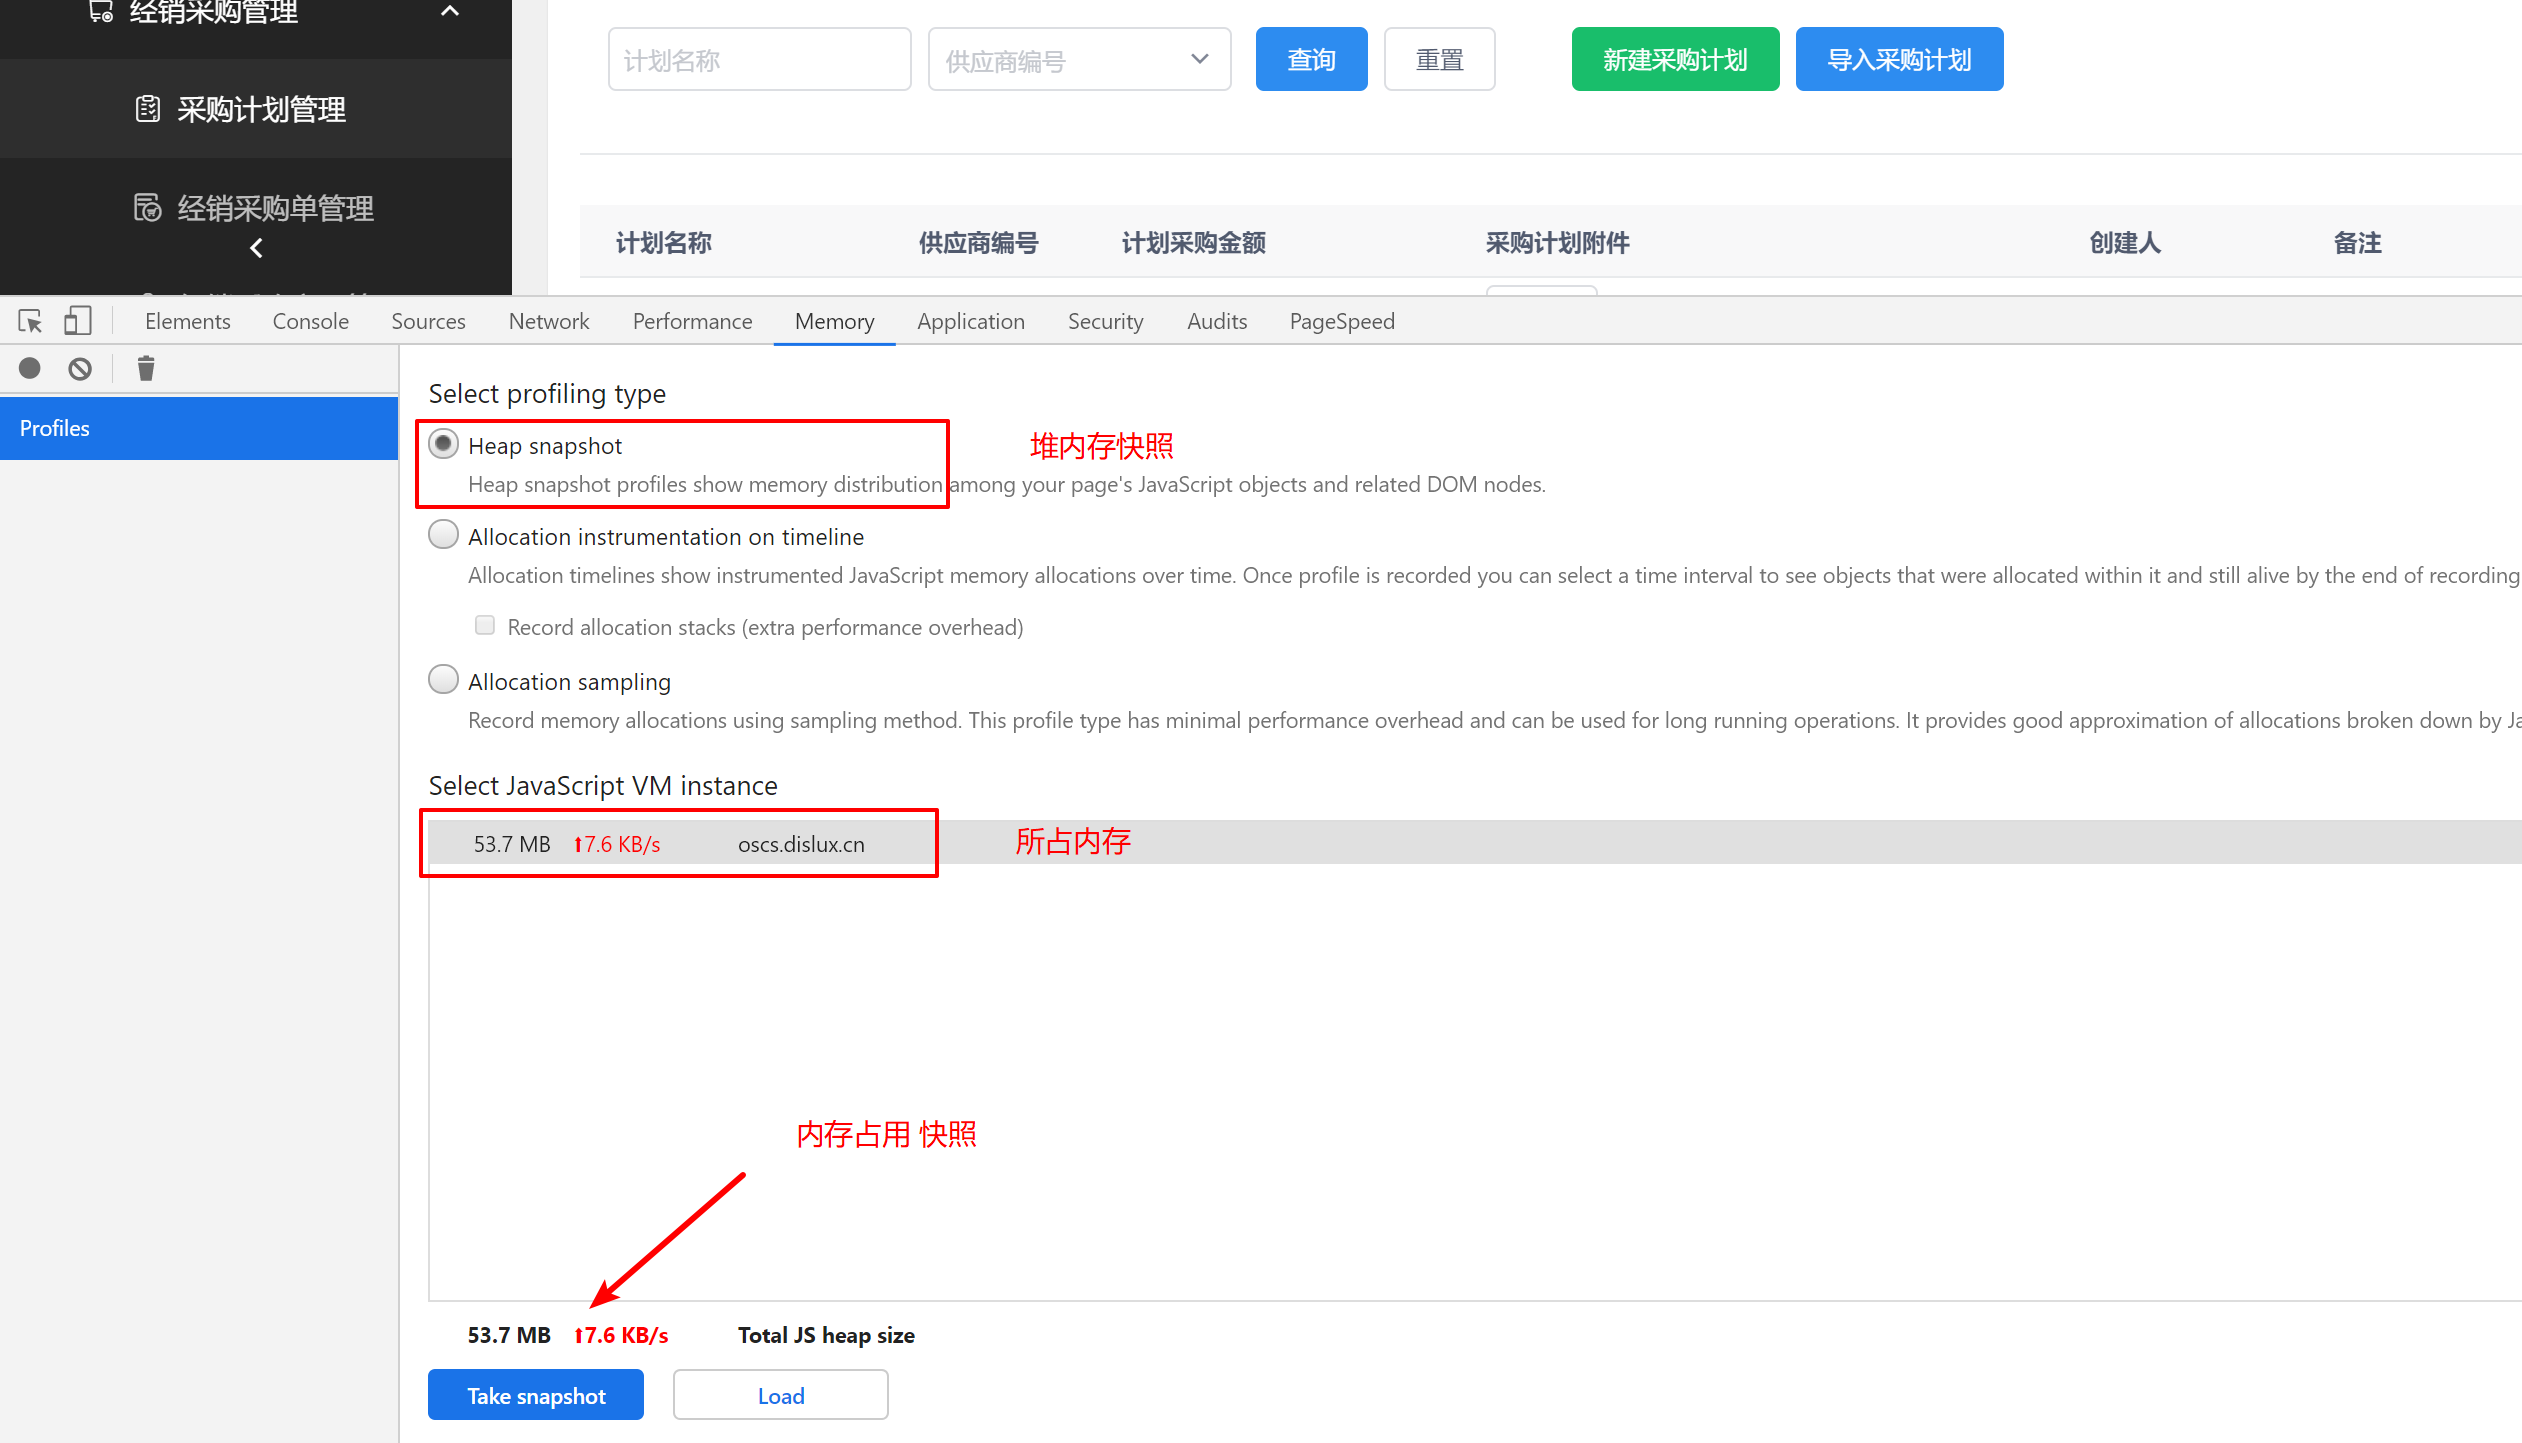 经销采购管理
采购计划管理
经销采购单管理
计划名称 供应商编号 查询 重置 新建采购计划 导入采购计划
计划名称 供应商编号 计划采购金额 采购计划附件 创建人 备注
Elements Console Sources Network Performance Memory Application Security Audits PageSpeed
Profiles
Select profiling type
Heap snapshot 堆内存快照
Heap snapshot profiles show memory distribution among your page's JavaScript objects and related DOM nodes.
Allocation instrumentation on timeline
Allocation timelines show instrumented JavaScript memory allocations over time. Once profile is recorded you can select a time interval to see objects that were allocated within it and still alive by the end of recording
Record allocation stacks (extra performance overhead)
Allocation sampling
Record memory allocations using sampling method. This profile type has minimal performance overhead and can be used for long running operations. It provides good approximation of allocations broken down by Ja
Select JavaScript VM instance
53.7 MB ↑7.6 KB/s oscs.dislux.cn 所占内存
内存占用 快照
53.7 MB ↑7.6 KB/s Total JS heap size
Take snapshot Load